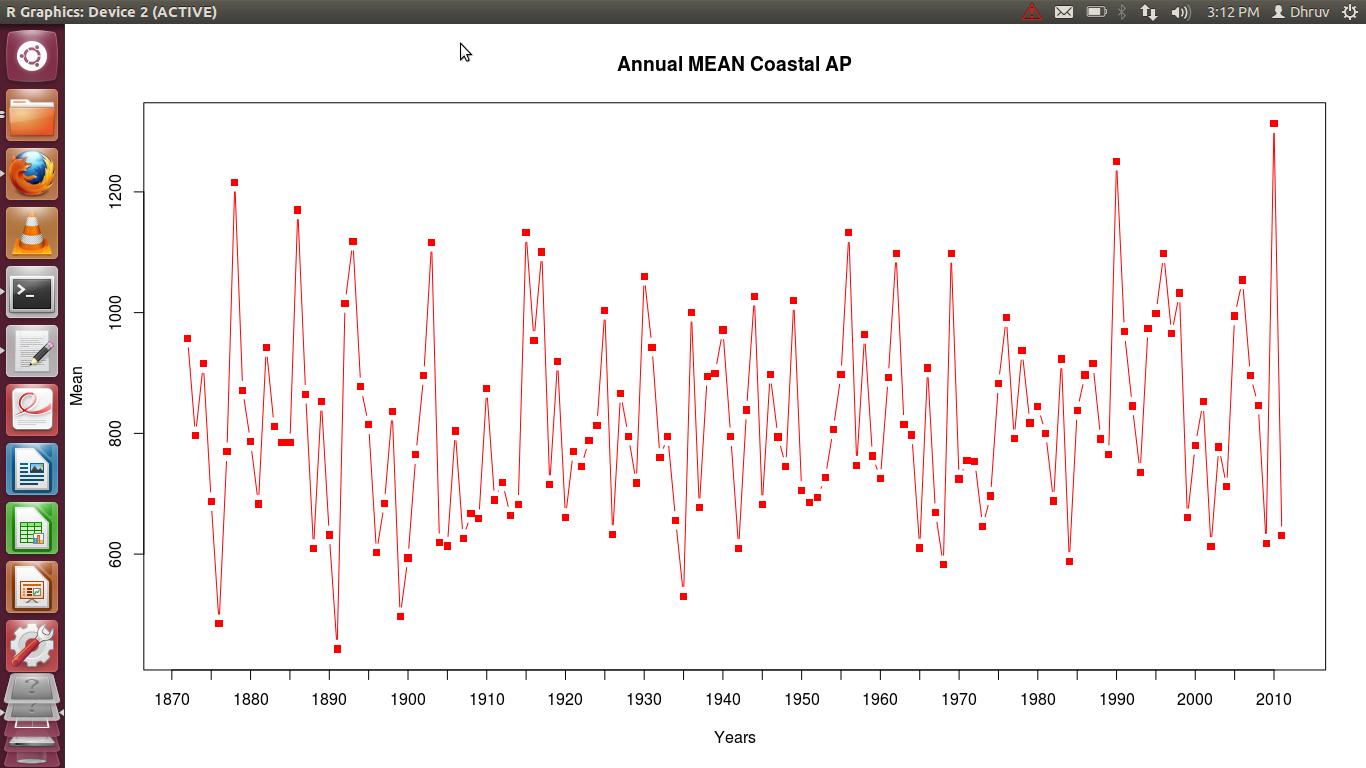 R Graphics: Device 2 (ACTIVE)
3:12 PM
Dhruv
Annual MEAN Coastal AP
Mean
1200
1000
800
600
1870 1880 1890 1900 1910 1920 1930 1940 1950 1960 1970 1980 1990 2000 2010
Years